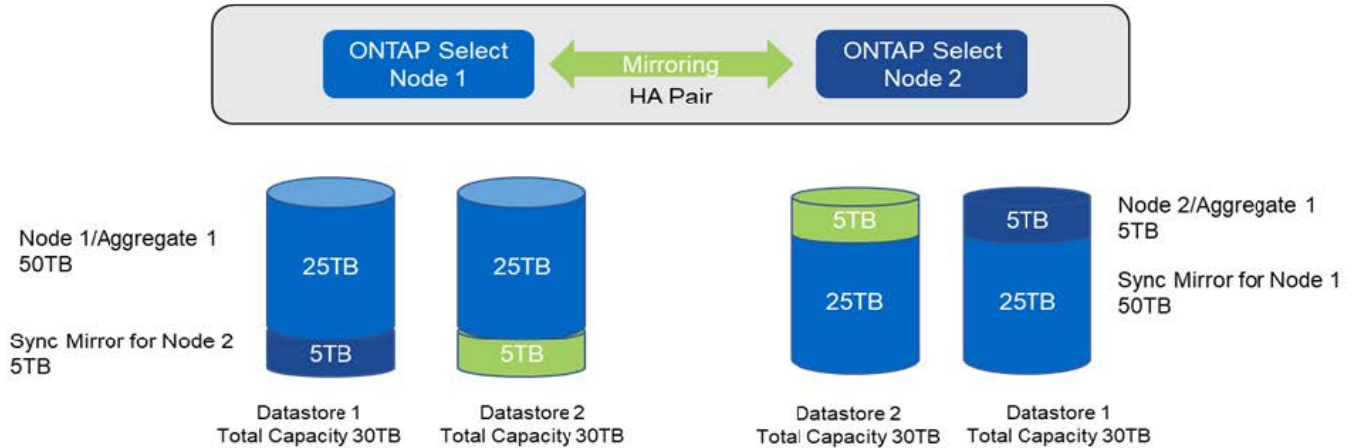 ONTAP Select
Node 1
Mirroring
HA Pair
ONTAP Select
Node 2
Node 1/Aggregate 1
50TB
Sync Mirror for Node 2
5TB
25TB
5TB
25TB
5TB
5TB
25TB
5TB
25TB
Node 2/Aggregate 1
5TB
Sync Mirror for Node 1
50TB
Datastore 1
Total Capacity 30TB
Datastore 2
Total Capacity 30TB
Datastore 2
Total Capacity 30TB
Datastore 1
Total Capacity 30TB